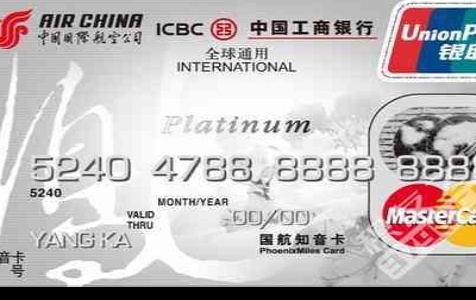 AIR CHINA
中国国际航空公司
ICBC 中国工商银行
全球通用
INTERNATIONAL
UnionP
银联
Platinum
5240 4788 8888 888
5240
MONTH/YEAR
VALID
THRU
00/00
MasterCa
YANG KA
音卡
号
国航知音卡
PhoenixMiles Card